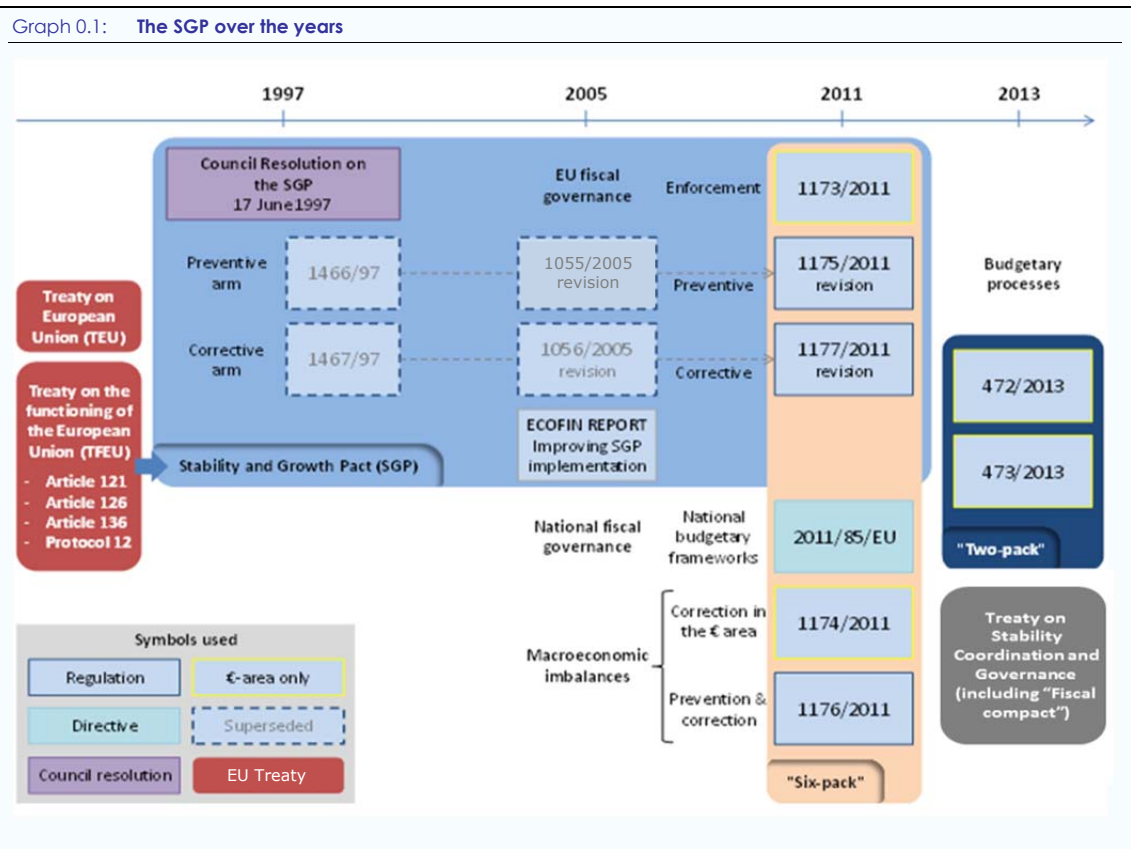 Graph 0.1: The SGP over the years
1997
2005
2011
2013
Council Resolution on
the SGP
17 June1997
EU fiscal
governance
Enforcement
1173/2011
Preventive
arm
1466/97
1055/2005
revision
Preventive
1175/2011
revision
Budgetary
processes
Treaty on
European
Union (TEU)
Corrective
arm
1467/97
1056/2005
revision
Corrective
1177/2011
revision
472/2013
Treaty on the
functioning of
the European
Union (TFEU)
- Article 121
- Article 126
- Article 136
- Protocol 12
Stability and Growth Pact (SGP)
ECOFIN REPORT
Improving SGP
implementation
473/2013
"Two-pack"
National fiscal
governance
National
budgetary
frameworks
2011/85/EU
Macroeconomic
imbalances
Correction in
the € area
1174/2011
Prevention &
correction
1176/2011
"Six-pack"
Treaty on
Stability
Coordination and
Governance
(including "Fiscal
compact")
Symbols used
Regulation
€-area only
Directive
Superseded
Council resolution
EU Treaty